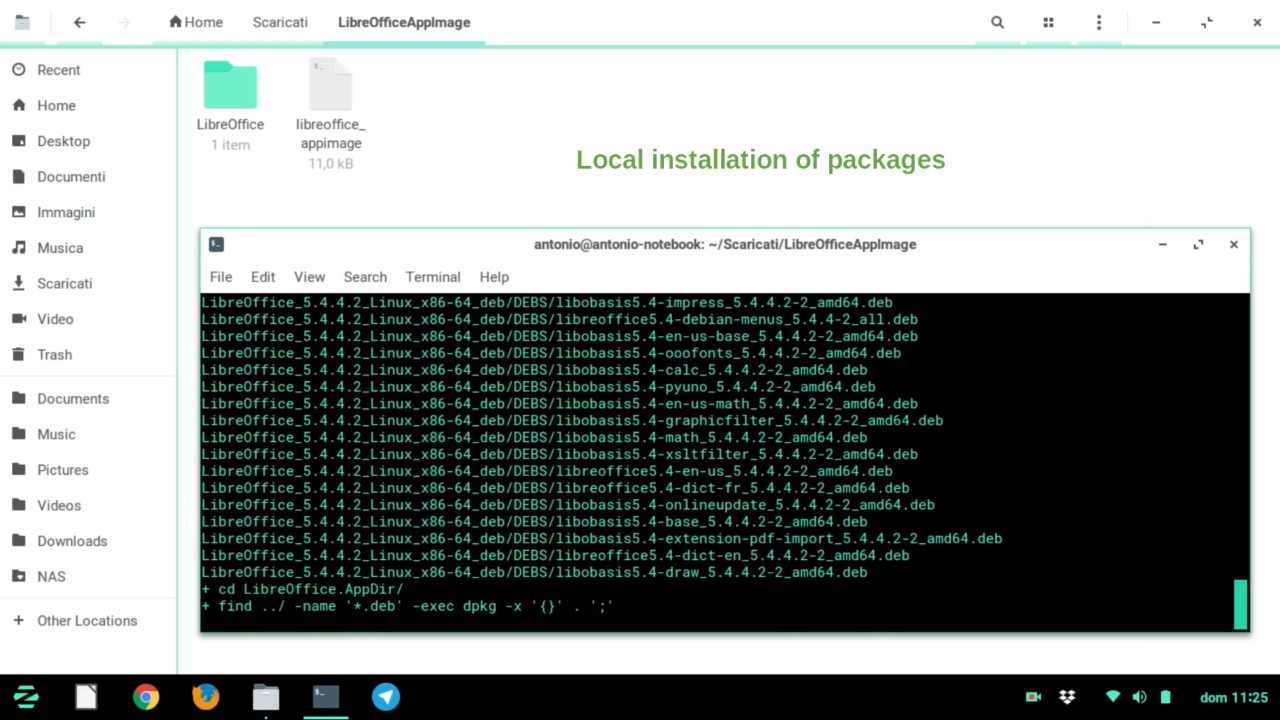 Home Scaricati LibreOfficeAppImage
Recent
Home
Desktop
Documenti
Immagini
Musica
Scaricati
Video
Trash
Documents
Music
Pictures
Videos
Downloads
NAS
Other Locations
LibreOffice
1 item
libreoffice_
appimage
11,0 kB
Local installation of packages
antonio@antonio-notebook: ~/Scaricati/LibreOfficeAppImage
File Edit View Search Terminal Help
LibreOffice_5.4.4.2_Linux_x86-64_deb/DEBS/libobasis5.4-impress_5.4.4.2-2_amd64.deb
LibreOffice_5.4.4.2_Linux_x86-64_deb/DEBS/libreoffice5.4-debian-menus_5.4.4-2_all.deb
LibreOffice_5.4.4.2_Linux_x86-64_deb/DEBS/libobasis5.4-en-us-base_5.4.4.2-2_amd64.deb
LibreOffice_5.4.4.2_Linux_x86-64_deb/DEBS/libobasis5.4-ooofonts_5.4.4.2-2_amd64.deb
LibreOffice_5.4.4.2_Linux_x86-64_deb/DEBS/libobasis5.4-calc_5.4.4.2-2_amd64.deb
LibreOffice_5.4.4.2_Linux_x86-64_deb/DEBS/libobasis5.4-pyuno_5.4.4.2-2_amd64.deb
LibreOffice_5.4.4.2_Linux_x86-64_deb/DEBS/libobasis5.4-en-us-math_5.4.4.2-2_amd64.deb
LibreOffice_5.4.4.2_Linux_x86-64_deb/DEBS/libobasis5.4-graphicfilter_5.4.4.2-2_amd64.deb
LibreOffice_5.4.4.2_Linux_x86-64_deb/DEBS/libobasis5.4-math_5.4.4.2-2_amd64.deb
LibreOffice_5.4.4.2_Linux_x86-64_deb/DEBS/libobasis5.4-xsltfilter_5.4.4.2-2_amd64.deb
LibreOffice_5.4.4.2_Linux_x86-64_deb/DEBS/libreoffice5.4-en-us_5.4.4.2-2_amd64.deb
LibreOffice_5.4.4.2_Linux_x86-64_deb/DEBS/libreoffice5.4-dict-fr_5.4.4.2-2_amd64.deb
LibreOffice_5.4.4.2_Linux_x86-64_deb/DEBS/libobasis5.4-onlineupdate_5.4.4.2-2_amd64.deb
LibreOffice_5.4.4.2_Linux_x86-64_deb/DEBS/libobasis5.4-base_5.4.4.2-2_amd64.deb
LibreOffice_5.4.4.2_Linux_x86-64_deb/DEBS/libobasis5.4-extension-pdf-import_5.4.4.2-2_amd64.deb
LibreOffice_5.4.4.2_Linux_x86-64_deb/DEBS/libreoffice5.4-dict-en_5.4.4.2-2_amd64.deb
LibreOffice_5.4.4.2_Linux_x86-64_deb/DEBS/libobasis5.4-draw_5.4.4.2-2_amd64.deb
+ cd LibreOffice.AppDir/
+ find ../ -name '*.deb' -exec dpkg -x '{}' . ';'
dom 11:25